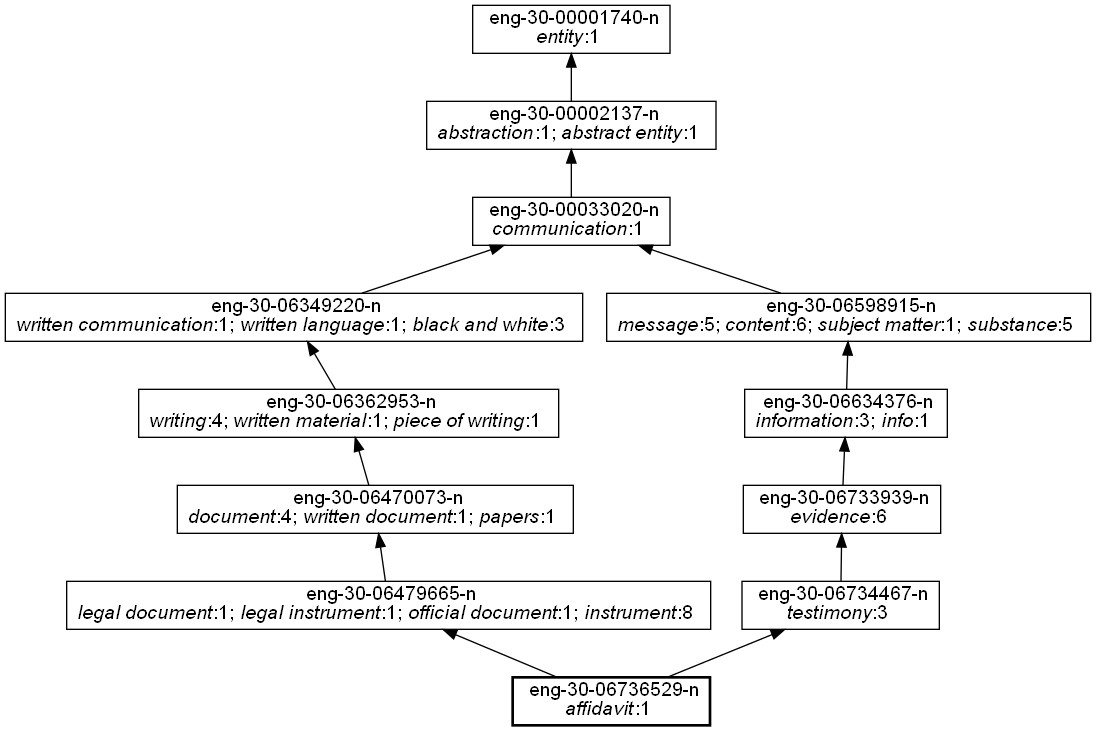 eng-30-00001740-n
entity:1
eng-30-00002137-n
abstraction:1; abstract entity:1
eng-30-00033020-n
communication:1
eng-30-06349220-n
written communication:1; written language:1; black and white:3
eng-30-06598915-n
message:5; content:6; subject matter:1; substance:5
eng-30-06362953-n
writing:4; written material:1; piece of writing:1
eng-30-06634376-n
information:3; info:1
eng-30-06470073-n
document:4; written document:1; papers:1
eng-30-06733939-n
evidence:6
eng-30-06479665-n
legal document:1; legal instrument:1; official document:1; instrument:8
eng-30-06734467-n
testimony:3
eng-30-06736529-n
affidavit:1